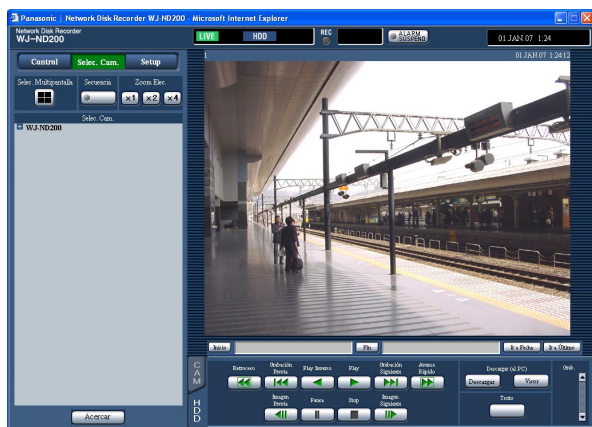 Panasonic | Network Disk Recorder WJ-ND200 - Microsoft Internet Explorer
Network Disk Recorder
WJ-ND200
LIVE HDD REC ALARM SUSPEND 01.JAN.07 1:24
Control Selec. Cam. Setup
1 01.JAN.07 1:24:12
Selec. Multipantalla Secuencia Zoom Elec.
x1 x2 x4
Selec. Cam.
WJ-ND200
Inicio Fin Ir a Fecha Ir a Último
CAM
HDD
Retroceso Grabación Previa Play Inverso Play Grabación Siguiente Avance Rápido
Descargar (al PC)
Descargar Visor
Grab.
Imagen Previa Pausa Stop Imagen Siguiente
Texto
Acercar